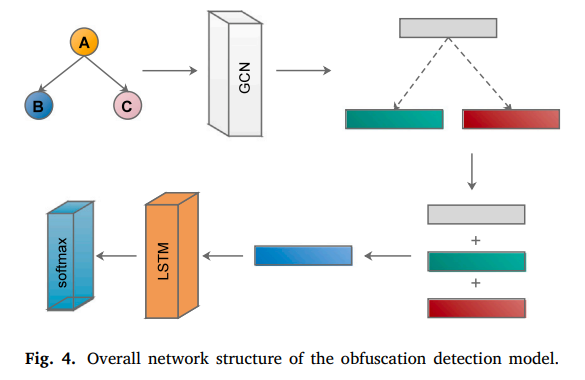 A
B
C
GCN
+
+
LSTM
softmax
Fig. 4. Overall network structure of the obfuscation detection model.